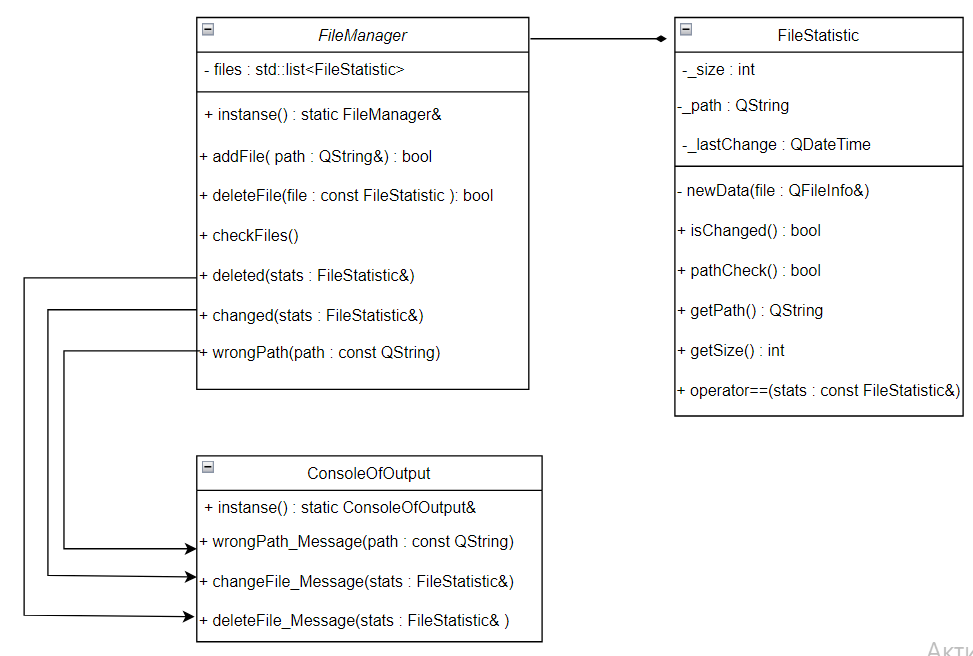 FileManager
- files : std::list<FileStatistic>
+ instanse() : static FileManager&
+ addFile( path : QString&) : bool
+ deleteFile(file : const FileStatistic ): bool
+ checkFiles()
+ deleted(stats : FileStatistic&)
+ changed(stats : FileStatistic&)
+ wrongPath(path : const QString)
FileStatistic
-_size : int
-_path : QString
-_lastChange : QDateTime
- newData(file : QFileInfo&)
+ isChanged() : bool
+ pathCheck() : bool
+ getPath() : QString
+ getSize() : int
+ operator==(stats : const FileStatistic&)
ConsoleOfOutput
+ instanse() : static ConsoleOfOutput&
+ wrongPath_Message(path : const QString)
+ changeFile_Message(stats : FileStatistic&)
+ deleteFile_Message(stats : FileStatistic& )